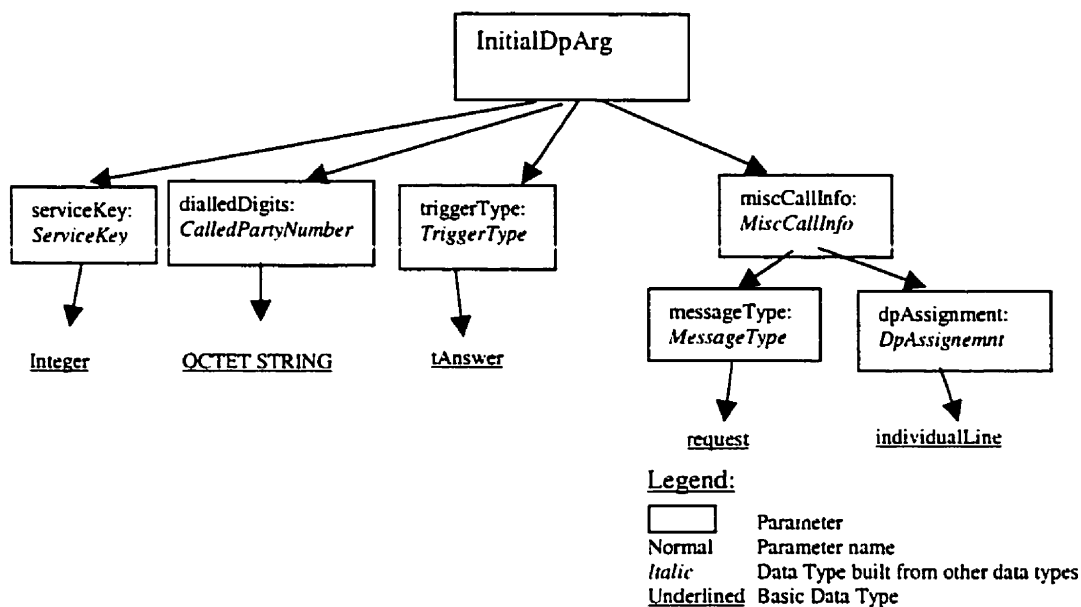 InitialDpArg
serviceKey:
ServiceKey
dialledDigits:
CalledPartyNumber
triggerType:
TriggerType
miscCallInfo:
MiscCallInfo
messageType:
MessageType
dpAssignment:
DpAssignemnt
Integer
OCTET STRING
tAnswer
request
individualLine
Legend:
Parameter
Normal Parameter name
Italic Data Type built from other data types
Underlined Basic Data Type